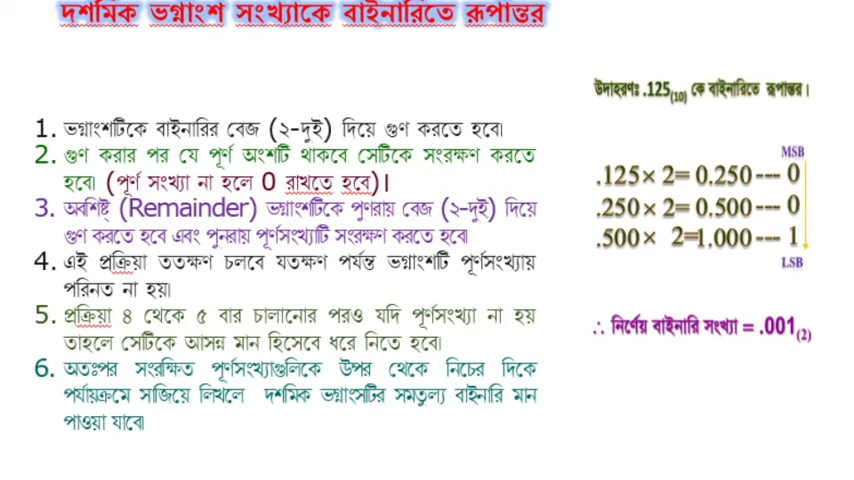 দশমিক ভগ্নাংশ সংখ্যাকে বাইনারিতে রূপান্তর
1. ভগ্নাংশটিকে বাইনারির বেজ (২-দুই) দিয়ে গুণ করতে হবে।
2. গুণ করার পর যে পূর্ণ অংশটি থাকবে সেটিকে সংরক্ষণ করতে
হবে। (পূর্ণ সংখ্যা না হলে 0 রাখতে হবে)।
3. অবশিষ্ট (Remainder) ভগ্নাংশটিকে পুণরায় বেজ (২-দুই) দিয়ে
গুণ করতে হবে এবং পুনরায় পূর্ণসংখ্যাটি সংরক্ষণ করতে হবে।
4. এই প্রক্রিয়া ততক্ষণ চলবে যতক্ষণ পর্যন্ত ভগ্নাংশটি পূর্ণসংখ্যায়
পরিনত না হয়।
5. প্রক্রিয়া ৪ থেকে ৫ বার চালানোর পরও যদি পূর্ণসংখ্যা না হয়
তাহলে সেটিকে আসন্ন মান হিসেবে ধরে নিতে হবে।
6. অতঃপর সংরক্ষিত পূর্ণসংখ্যাগুলিকে উপর থেকে নিচের দিকে
পর্যায়ক্রমে সাজিয়ে লিখলে দশমিক ভগ্নাংসটির সমতুল্য বাইনারি মান
পাওয়া যাবে।
উদাহরণঃ .125(10) কে বাইনারিতে রূপান্তর।
MSB
.125× 2= 0.250 --- 0
.250 × 2= 0.500 --- 0
.500 × 2=1.000 --- 1
LSB
∴ নির্ণেয় বাইনারি সংখ্যা = .001(2)